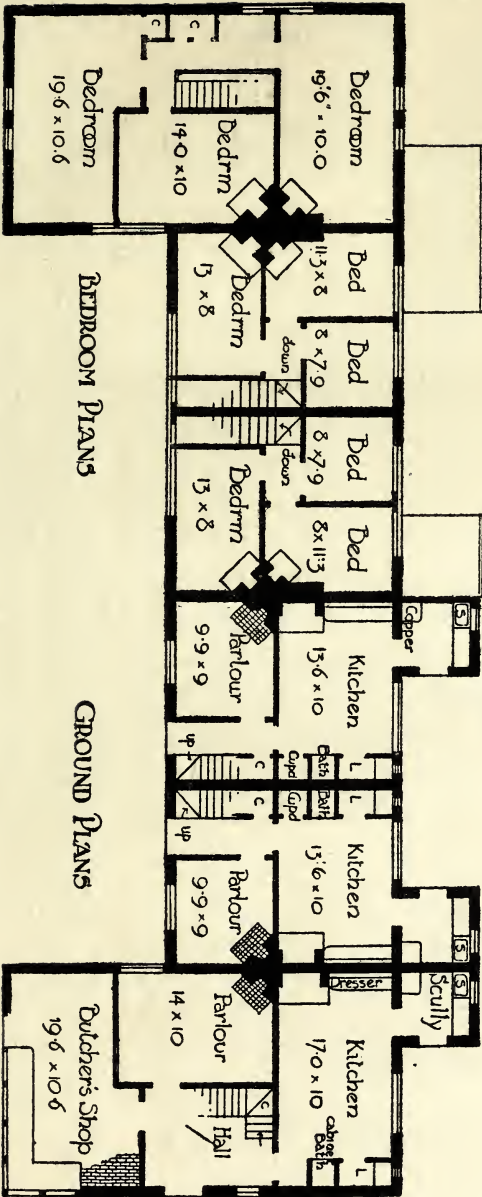 S
S
S
Scully
Copper
Bedroom
19'6" × 10.0
Bed
11.3 × 8
Bed
8 × 7.9
Bed
8 × 7.9
Bed
8 × 11.3
Kitchen
13.6 × 10
Kitchen
13'6 × 10
Dresser
Kitchen
17.0 × 10
L
L
L
Bath
Bath
Cabinet
Bath
Cupd
Cupd
down
down
C
C
C
C
C
Bedrm
14.0 × 10
Bedrm
13 × 8
Bedrm
13 × 8
Parlour
9.9 × 9
up
up
Parlour
9.9 × 9
Parlour
14 × 10
Hall
Bedroom
19.6 × 10.6
Butcher's Shop
19.6 × 10.6
BEDROOM PLANS
GROUND PLANS